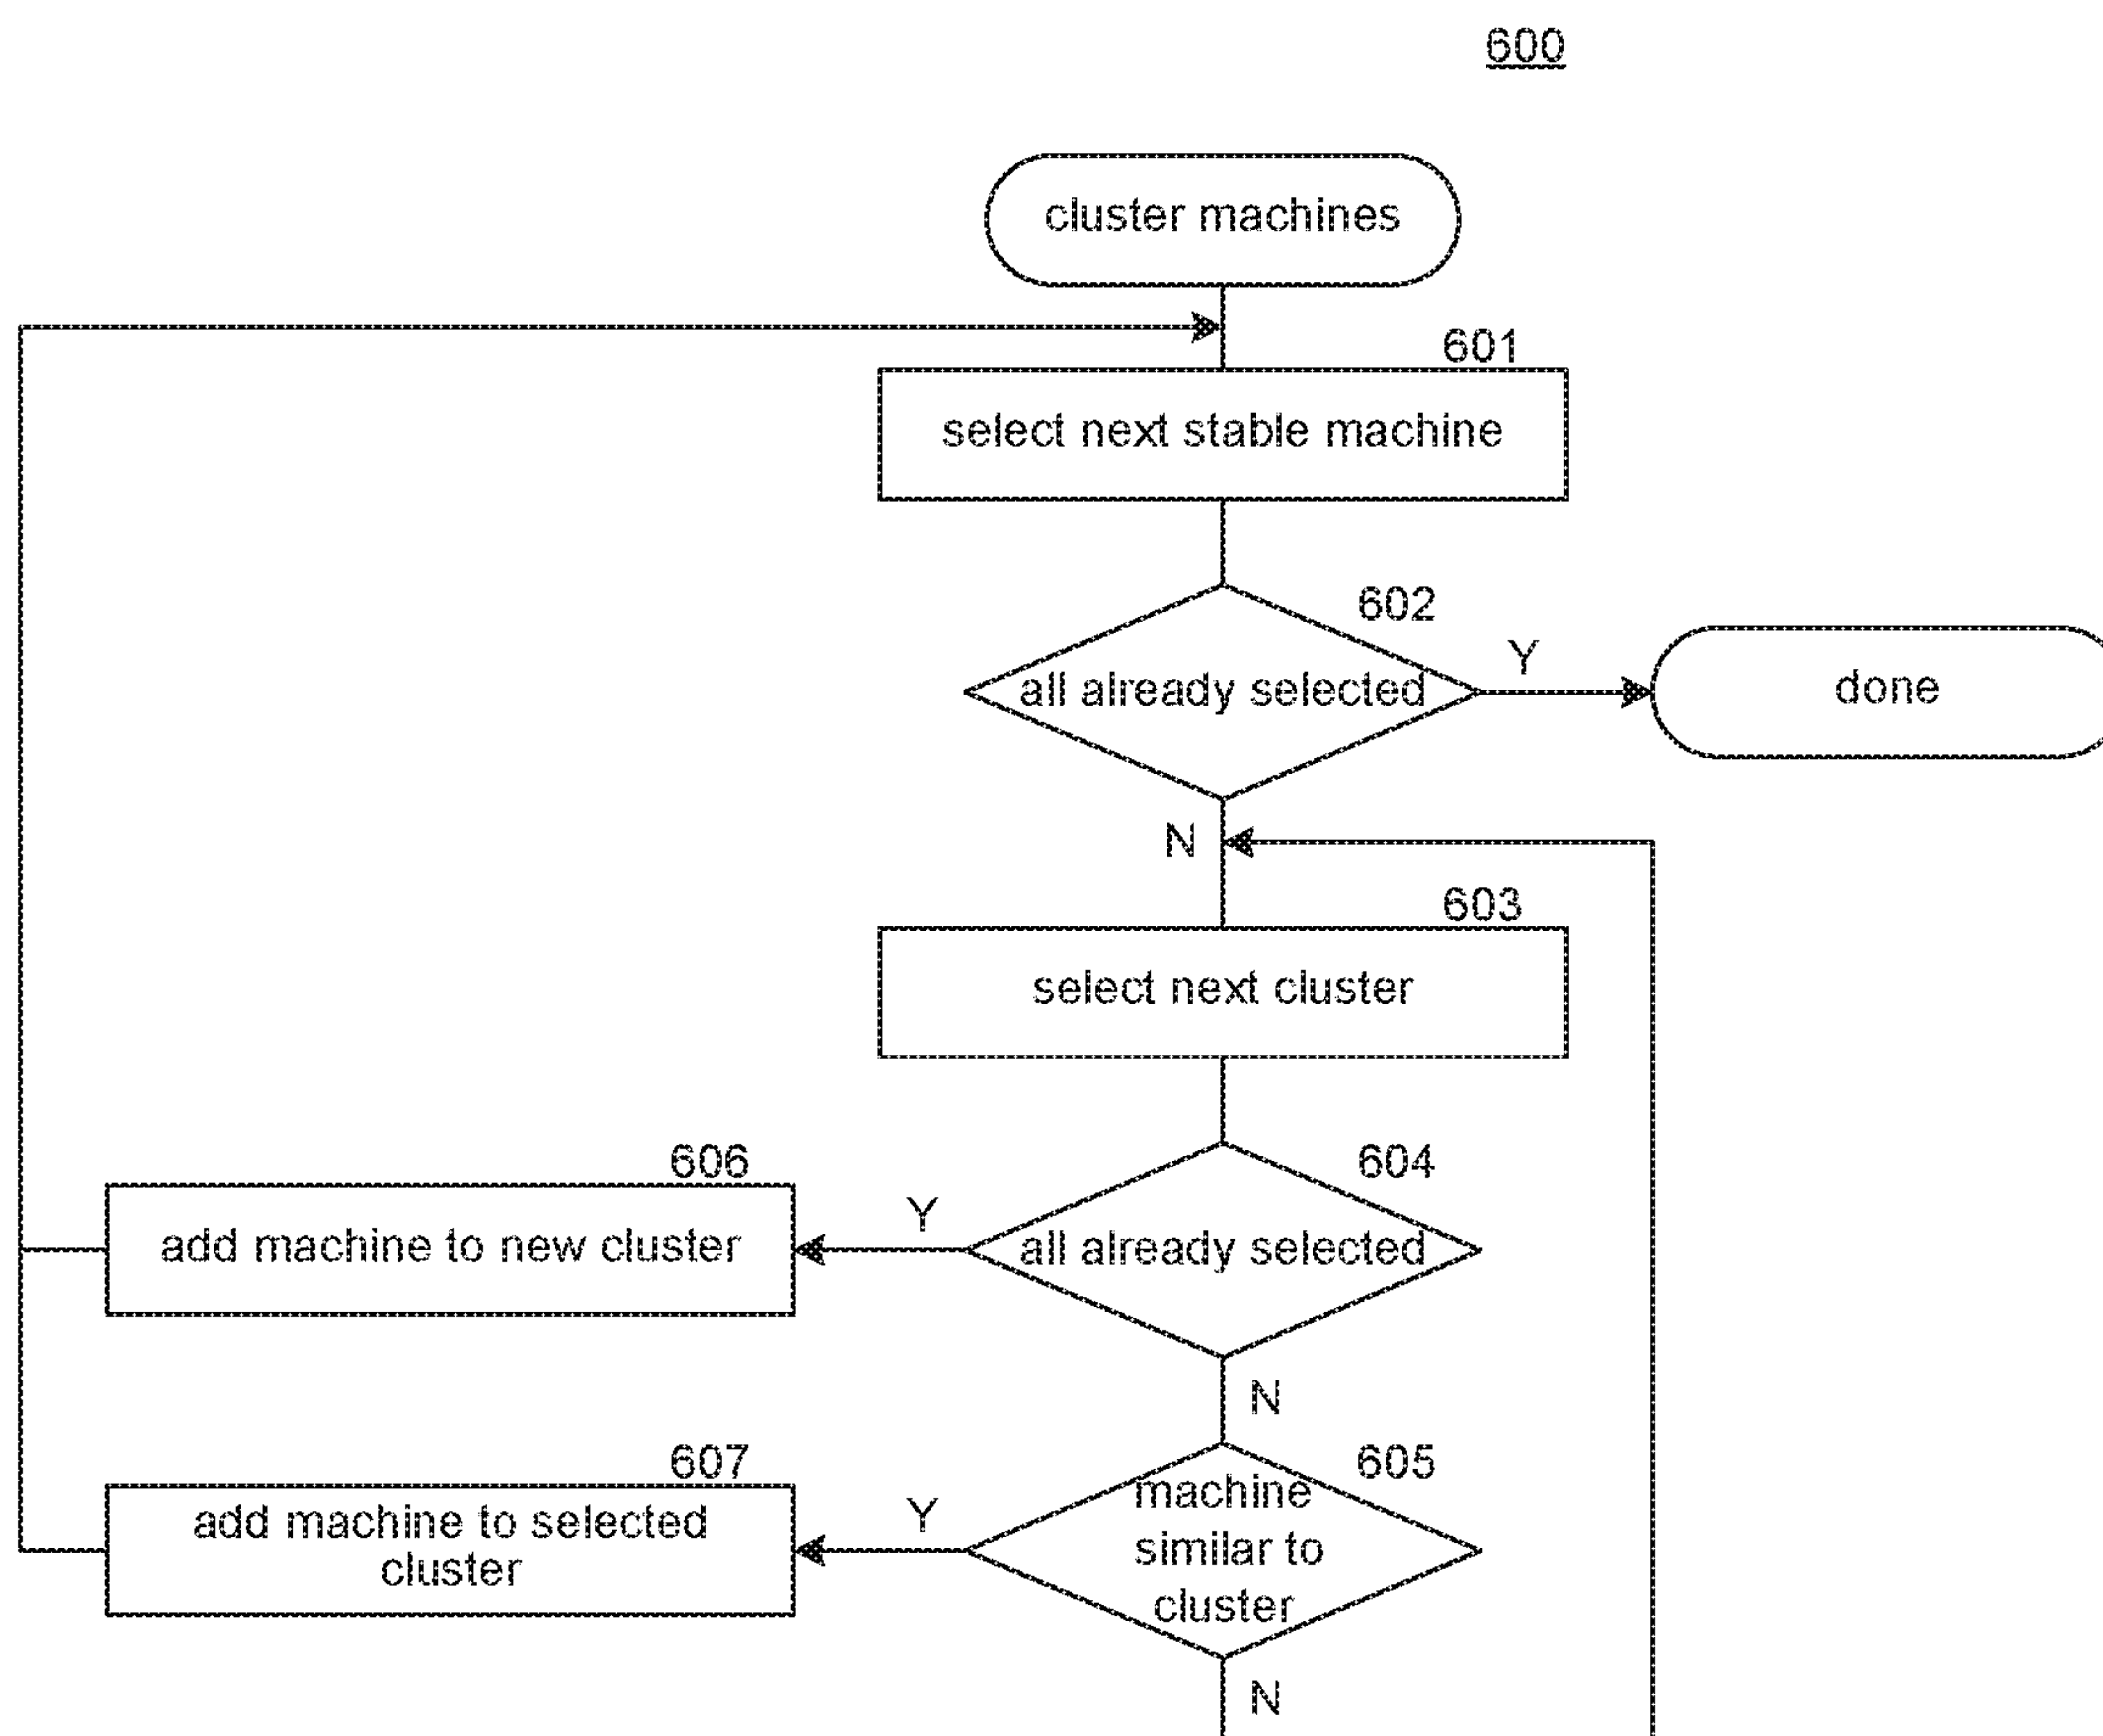 600
cluster machines
601
select next stable machine
602
all already selected
Y
done
N
603
select next cluster
606
604
add machine to new cluster
Y
all already selected
N
607
605
add machine to selected
cluster
Y
machine
similar to
cluster
N